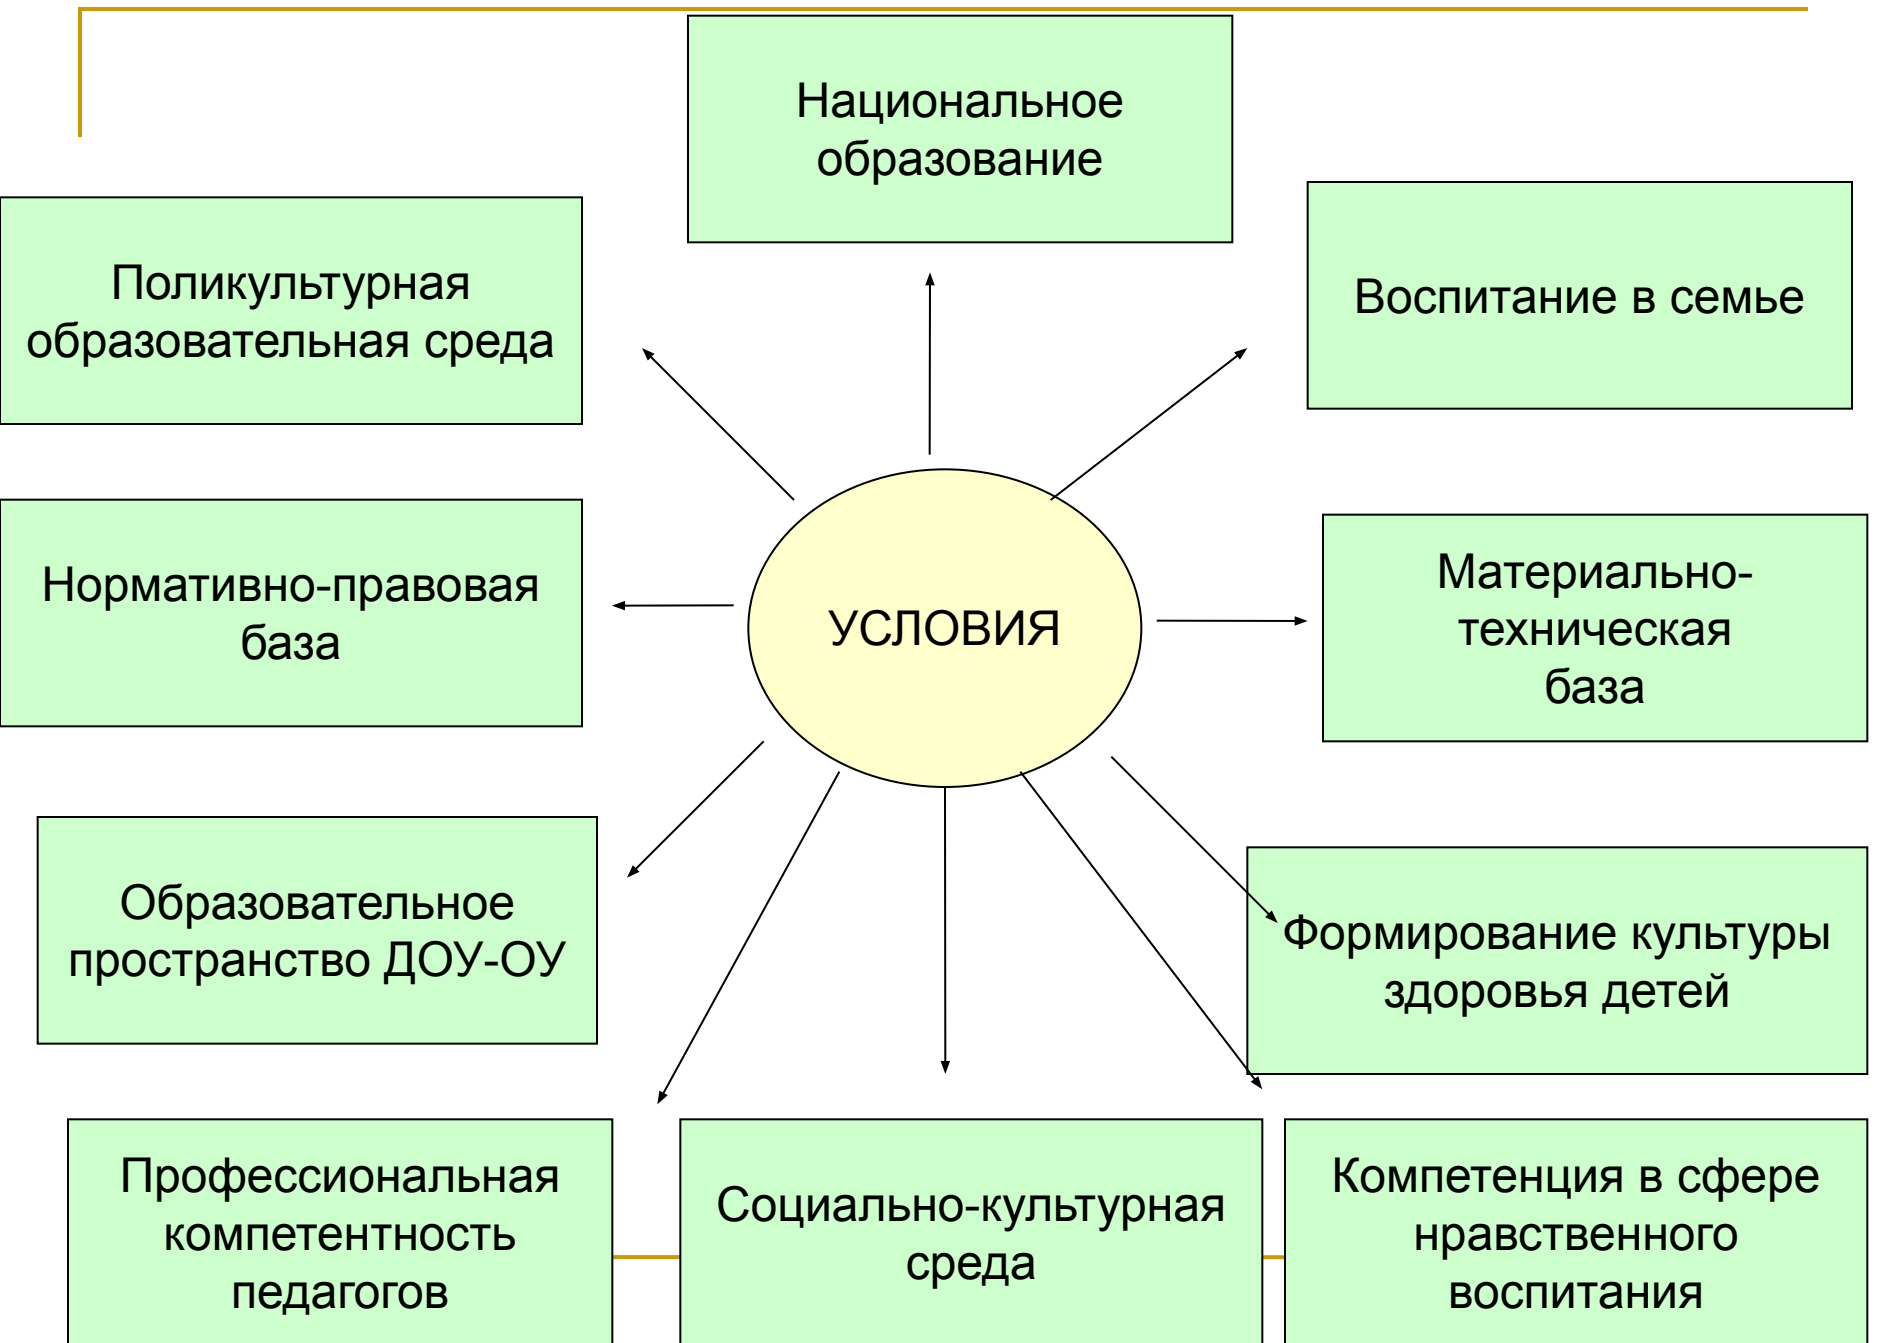 Национальное
образование
Поликультурная
образовательная среда
Воспитание в семье
Нормативно-правовая
база
УСЛОВИЯ
Материально-
техническая
база
Образовательное
пространство ДОУ-ОУ
Формирование культуры
здоровья детей
Профессиональная
компетентность
педагогов
Социально-культурная
среда
Компетенция в сфере
нравственного
воспитания